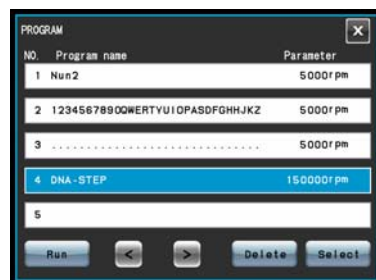 PROGRAM X
NO. Program name Parameter
1 Nun2 5000rpm
2 1234567890QWERTYUIOPASDFGHHJKZ 5000rpm
3 .............................. 5000rpm
4 DNA-STEP 150000rpm
5
Run < > Delete Select